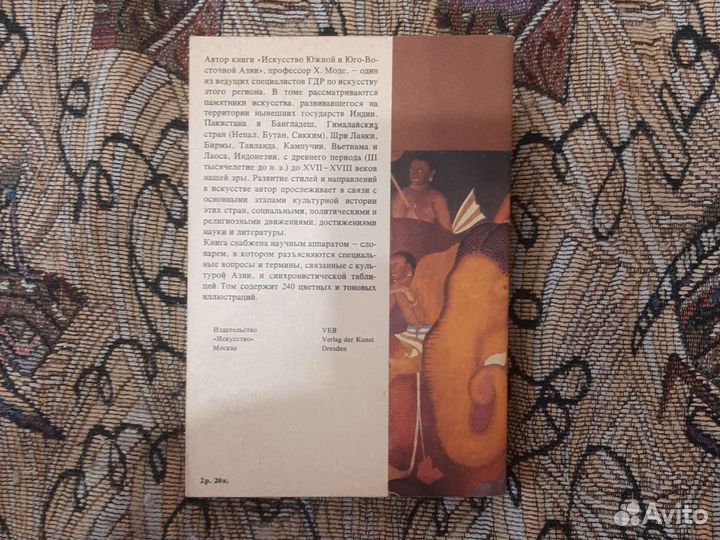 Автор книги «Искусство Южной и Юго-Во-
сточной Азии», профессор Х. Моде, – один
из ведущих специалистов ГДР по искусству
этого региона. В томе рассматриваются
памятники искусства, развивавшегося на
территории нынешних государств Индии,
Пакистана и Бангладеш, Гималайских
стран (Непал, Бутан, Сикким), Шри Ланки,
Бирмы, Таиланда, Кампучии, Вьетнама и
Лаоса, Индонезии, с древнего периода (III
тысячелетие до н. э.) до XVII–XVIII веков
нашей эры. Развитие стилей и направлений
в искусстве автор прослеживает в связи с
основными этапами культурной истории
этих стран, социальными, политическими и
религиозными движениями, достижениями
науки и литературы.
Книга снабжена научным аппаратом – сло-
варем, в котором разъясняются специаль-
ные вопросы и термины, связанные с куль-
турой Азии, и синхронистической табли-
цей. Том содержит 240 цветных и тоновых
иллюстраций.
Издательство VEB
«Искусство» Verlag der Kunst
Москва Dresden
2р. 20к.
Avito